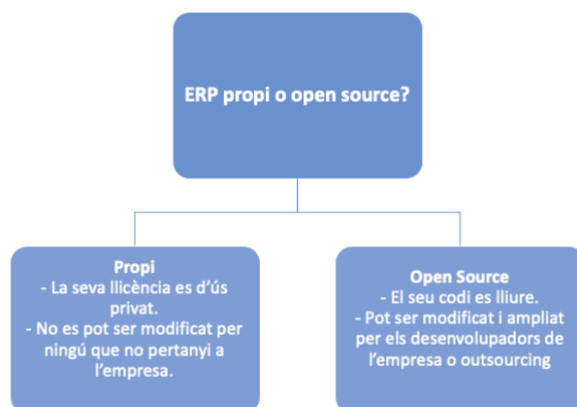 ERP propi o open source?
Propi
- La seva llicència es d'ús
privat.
- No es pot ser modificat per
ningú que no pertanyi a
l'empresa.
Open Source
- El seu codi es lliure.
- Pot ser modificat i ampliat
per els desenvolupadors de
l'empresa o outsourcing